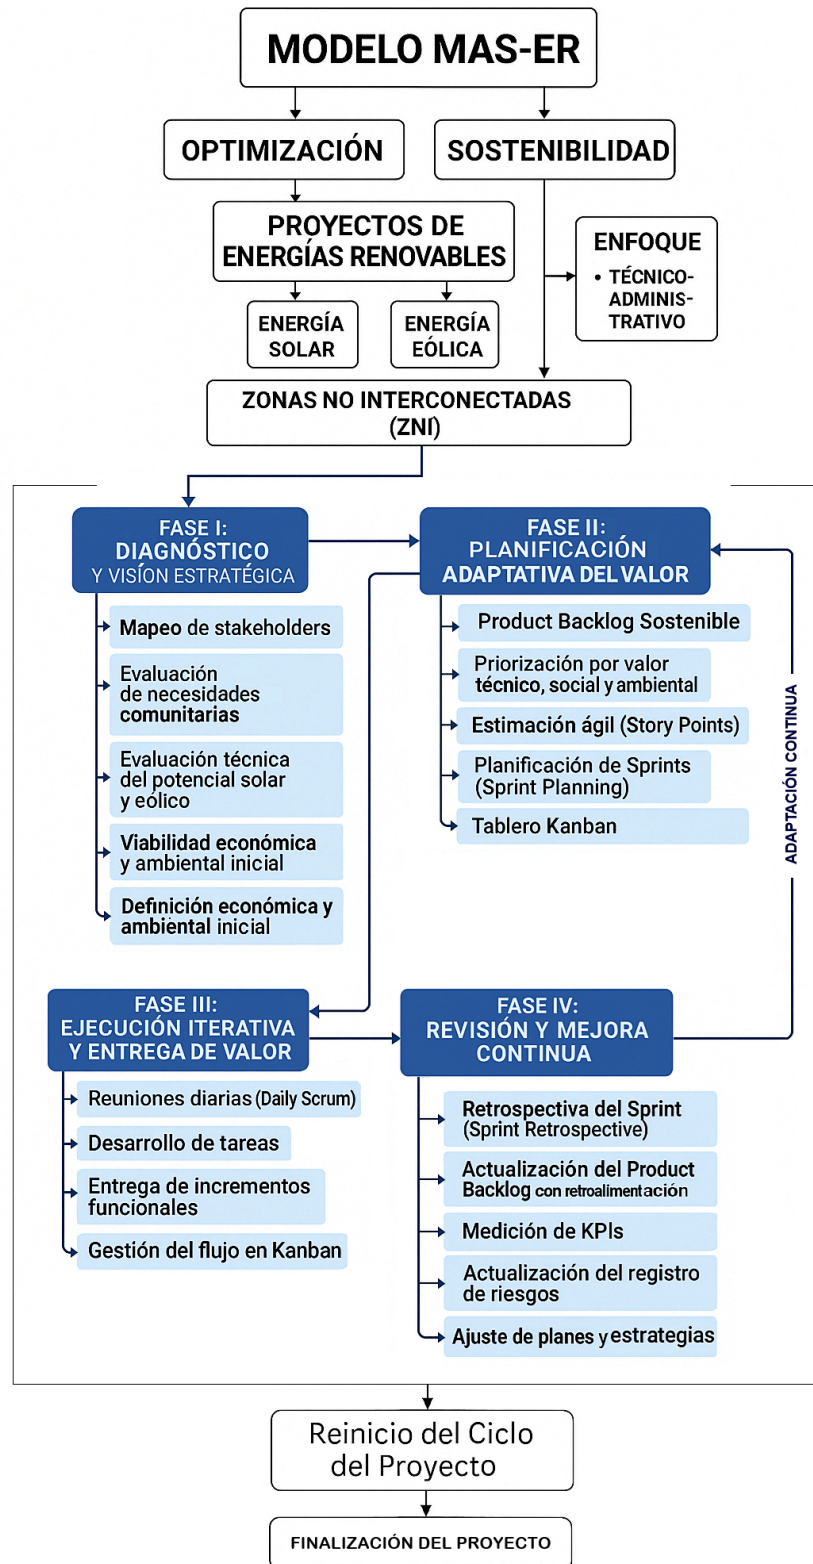 MODELO MAS-ER
OPTIMIZACIÓN
SOSTENIBILIDAD
PROYECTOS DE
ENERGÍAS RENOVABLES
ENFOQUE
• TÉCNICO-
ADMINIS-
TRATIVO
ENERGÍA
SOLAR
ENERGÍA
EÓLICA
ZONAS NO INTERCONECTADAS
(ZNI)
FASE I:
DIAGNÓSTICO
Y VISÍON ESTRATÉGICA
Mapeo de stakeholders
Evaluación
de necesidades
comunitarias
Evaluación técnica
del potencial solar
y eólico
Viabilidad económica
y ambiental inicial
Definición económica y
ambiental inicial
FASE II:
PLANIFICACIÓN
ADAPTATIVA DEL VALOR
Product Backlog Sostenible
Priorización por valor
técnico, social y ambiental
Estimación ágil (Story Points)
Planificación de Sprints
(Sprint Planning)
Tablero Kanban
ADAPTACIÓN CONTINUA
FASE III:
EJECUCIÓN ITERATIVA
Y ENTREGA DE VALOR
Reuniones diarias (Daily Scrum)
Desarrollo de tareas
Entrega de incrementos
funcionales
Gestión del flujo en Kanban
FASE IV:
REVISIÓN Y MEJORA
CONTINUA
Retrospectiva del Sprint
(Sprint Retrospective)
Actualización del Product
Backlog con retroalimentación
Medición de KPIs
Actualización del registro
de riesgos
Ajuste de planes y estrategias
Reinicio del Ciclo
del Proyecto
FINALIZACIÓN DEL PROYECTO